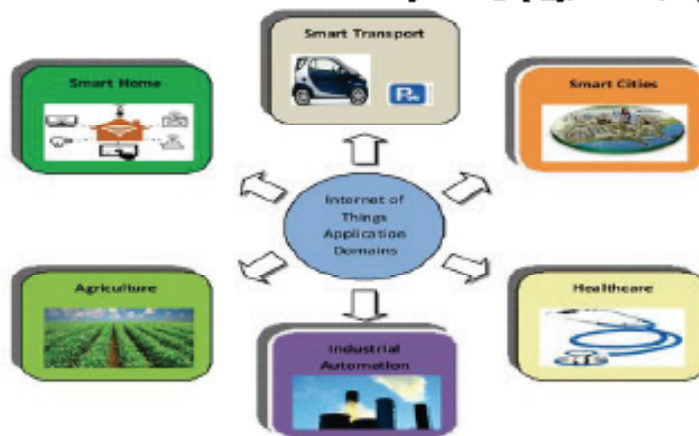 Smart Transport
Smart Home
Smart Cities
Internet of
Things
Application
Domains
Agriculture
Healthcare
Industrial
Automation